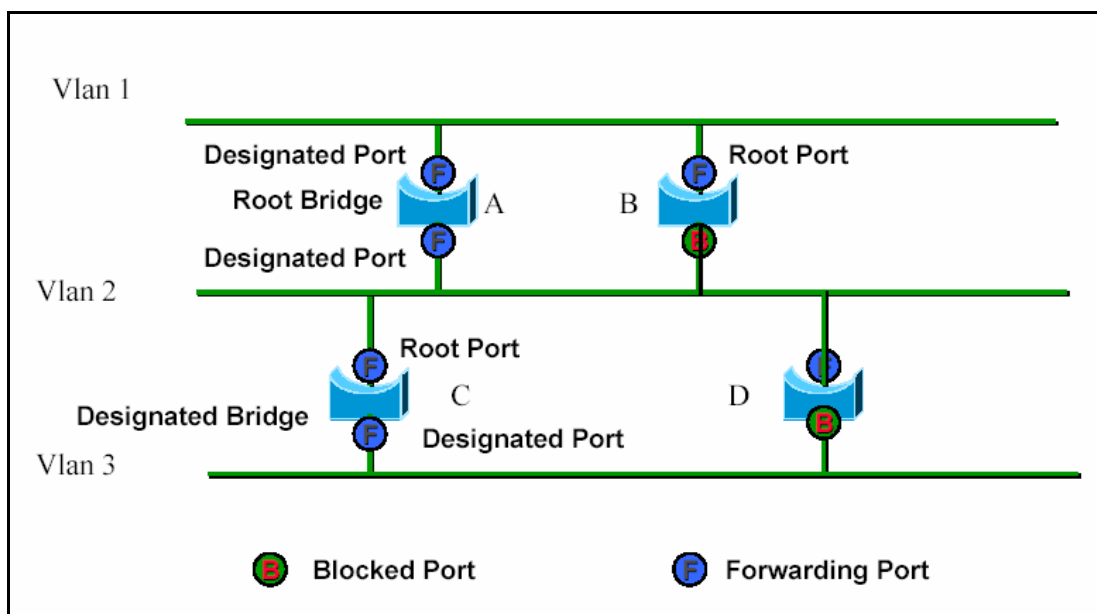 Vlan 1
Designated Port
F
F
Root Port
Root Bridge
A
B
Designated Port
F
B
Vlan 2
F
Root Port
F
C
D
Designated Bridge
F
Designated Port
B
Vlan 3
B
Blocked Port
F
Forwarding Port